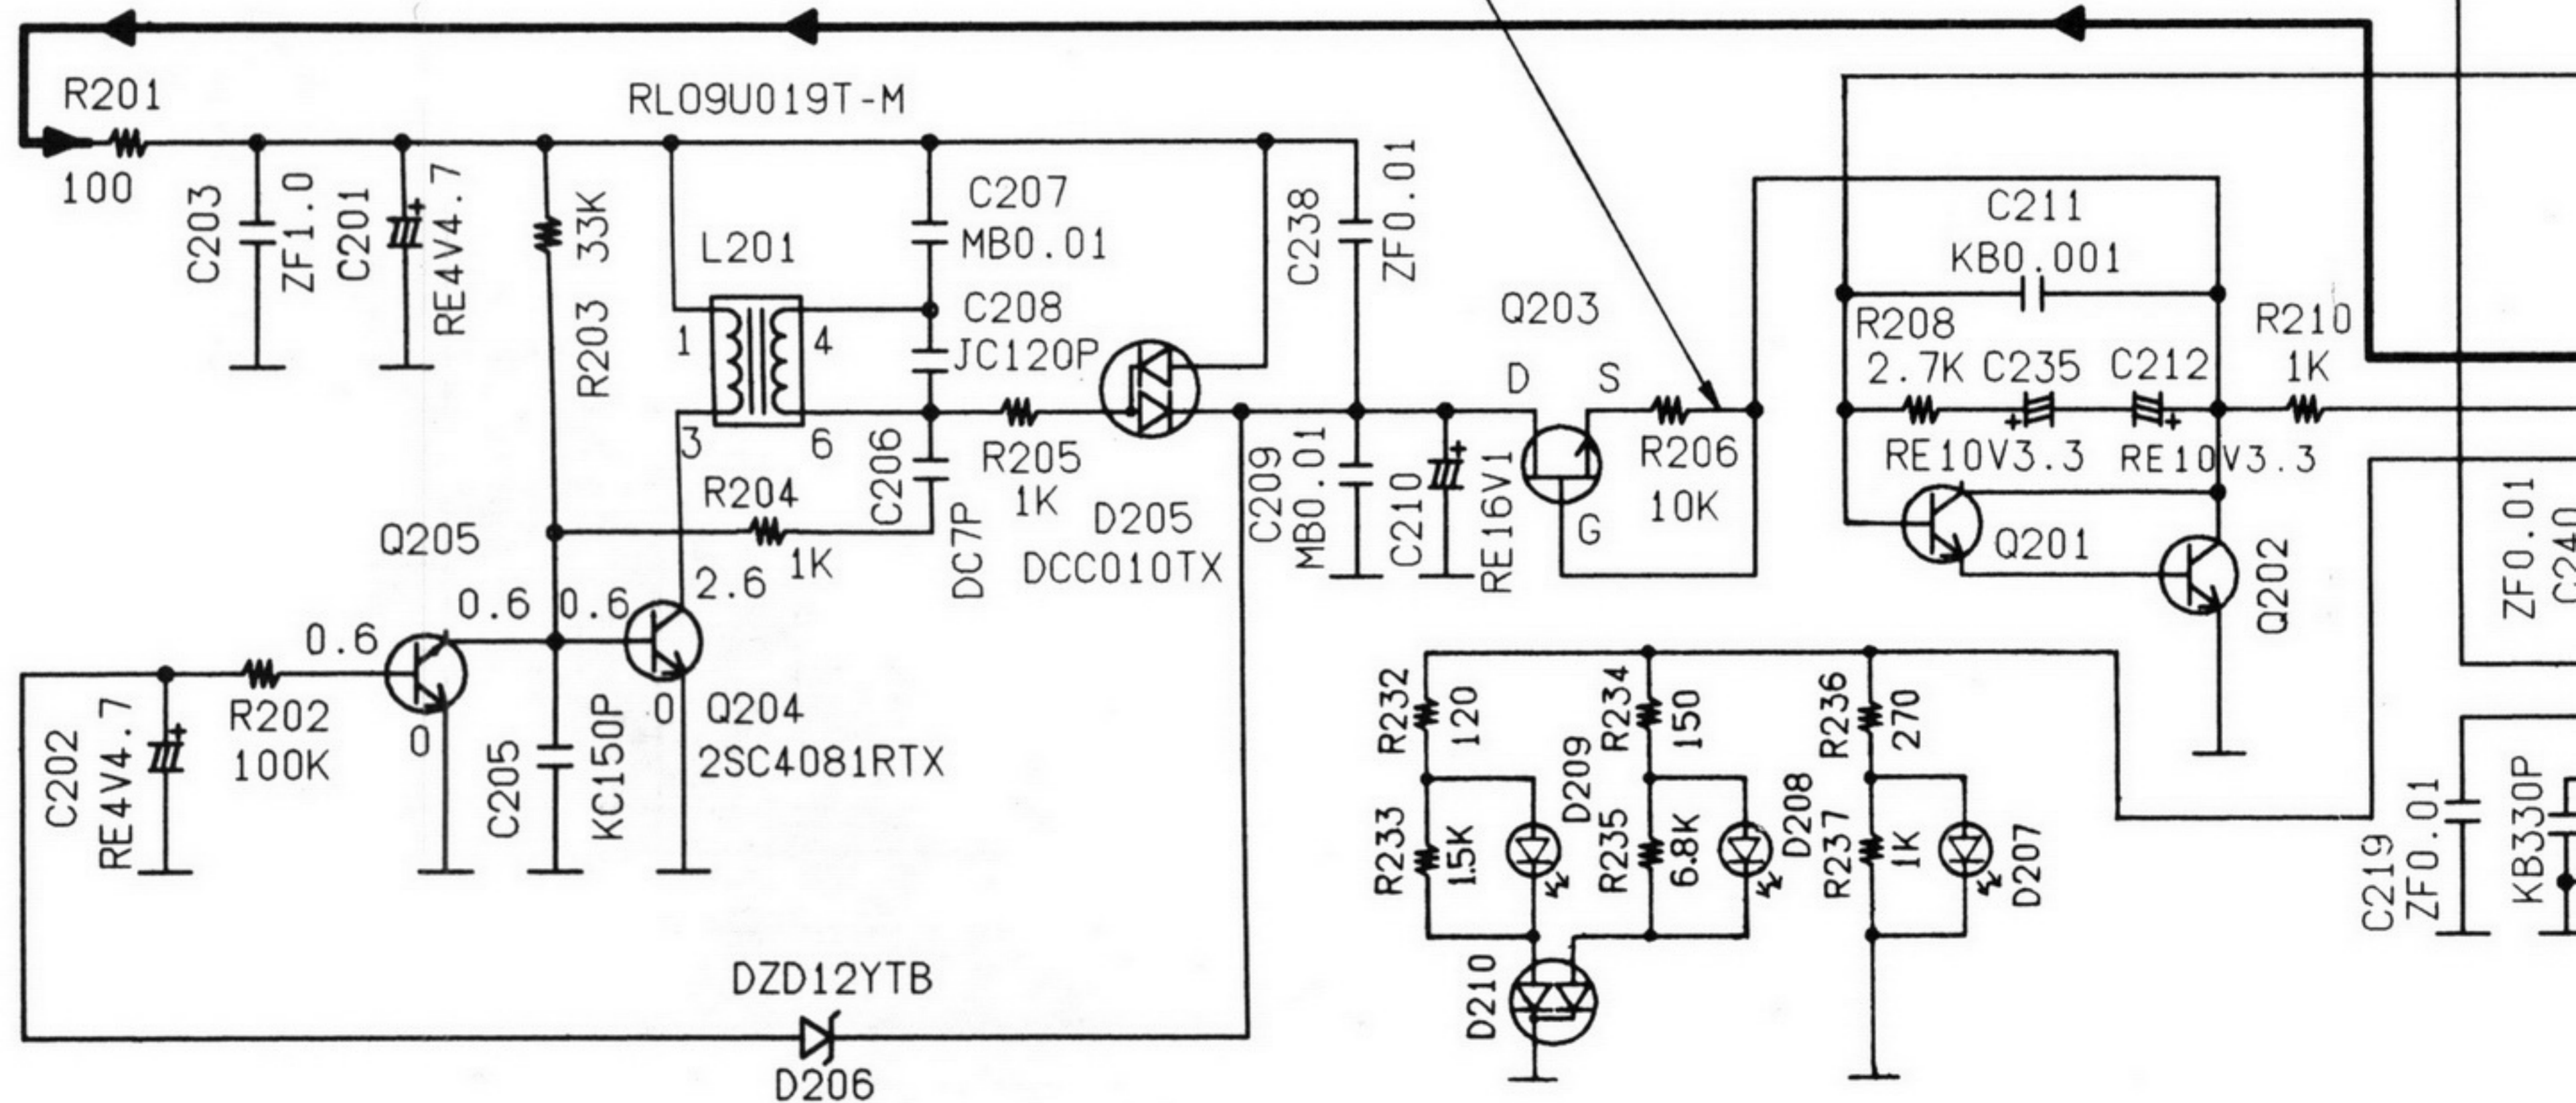 R201
100
RL09U019T-M
C203
ZF1.0
C201
RE4V4.7
R203 33K
L201
1
3
4
6
C207
MB0.01
C208
JC120P
C238
ZF0.01
R205
1K
C206
DC7P
R204
1K
D205
DCC010TX
C209
MB0.01
C210
RE16V1
Q203
D
S
G
R206
10K
C211
KB0.001
R208
2.7K
C235
RE10V3.3
C212
RE10V3.3
R210
1K
Q201
Q202
ZF0.01
C240
Q205
0.6
0.6
0.6
2.6
0
0
Q204
2SC4081RTX
R202
100K
C202
RE4V4.7
C205
KC150P
DZD12YTB
D206
R232
120
R233
1.5K
D209
R234
150
R235
6.8K
D208
R236
270
R237
1K
D207
D210
C219
ZF0.01
KB330P